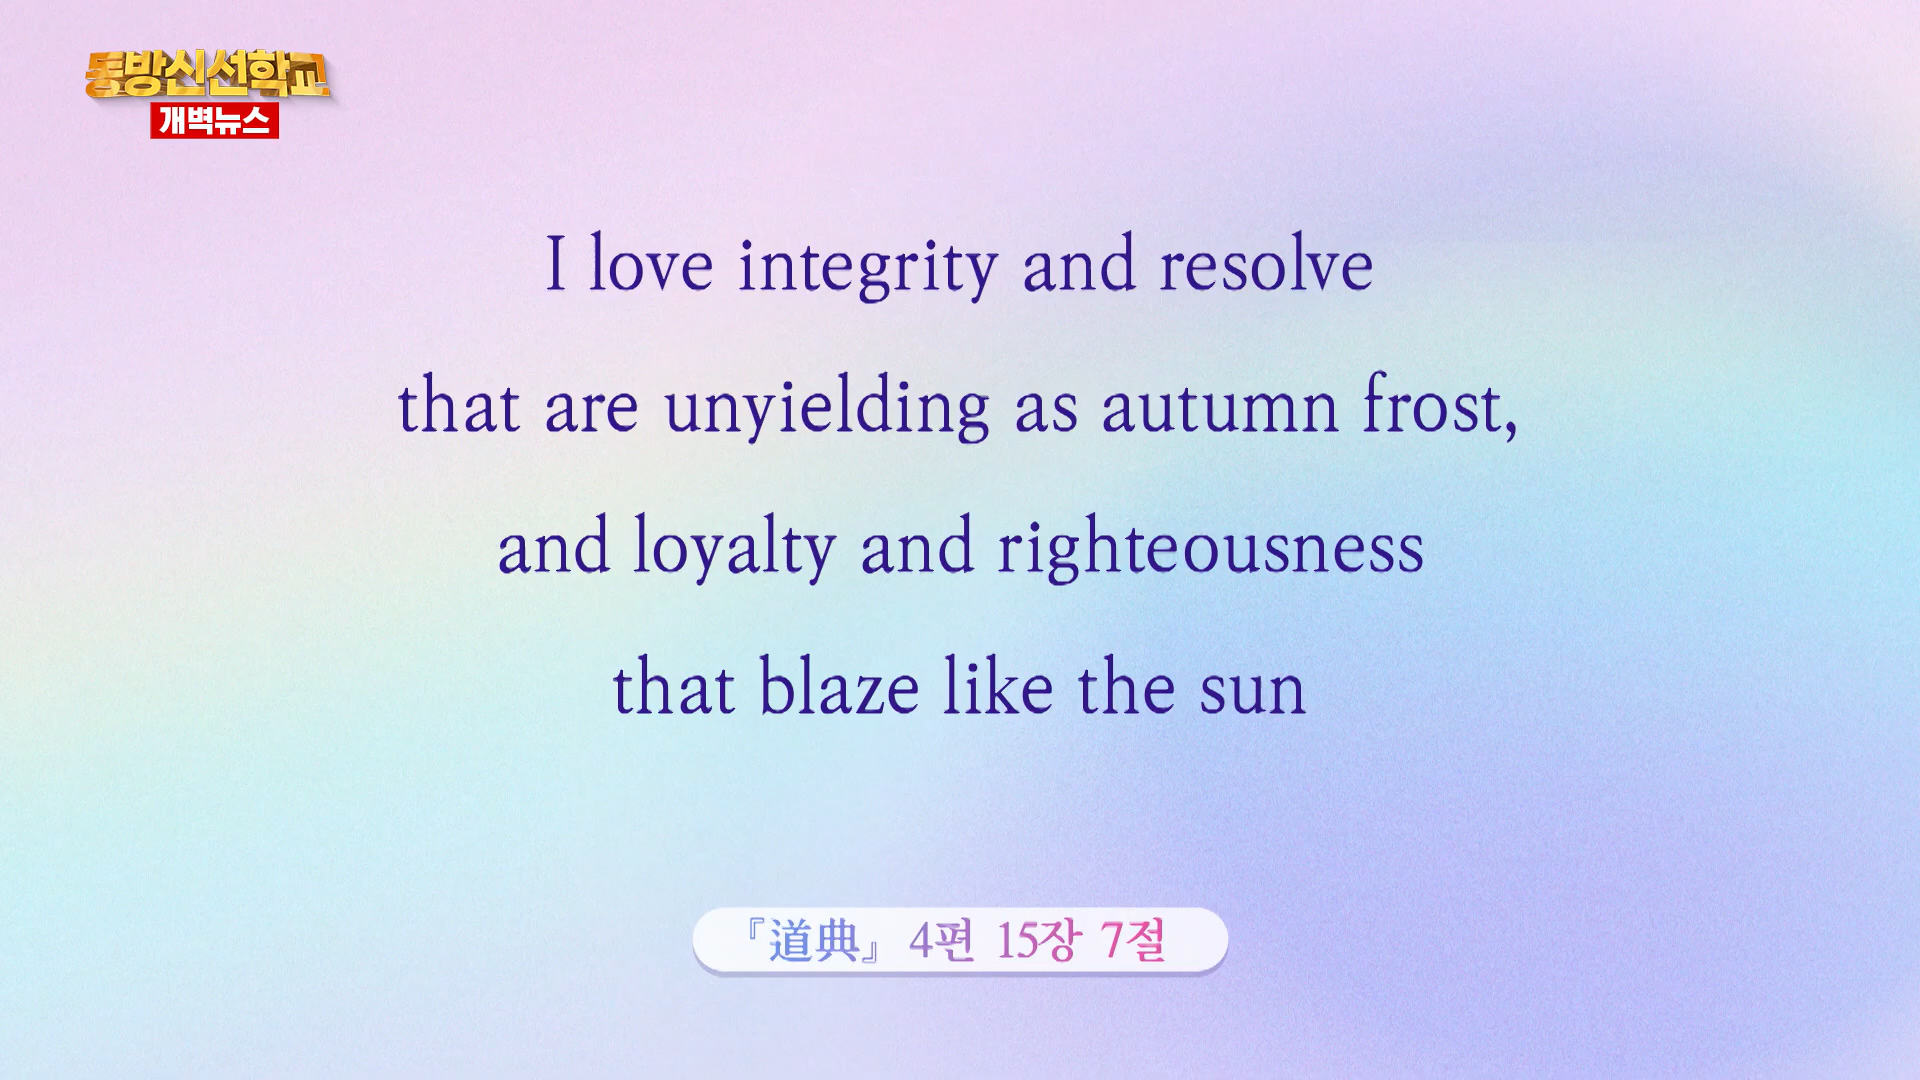 동방신선학교
개벽뉴스
I love integrity and resolve
that are unyielding as autumn frost,
and loyalty and righteousness
that blaze like the sun
『道典』 4편 15장 7절